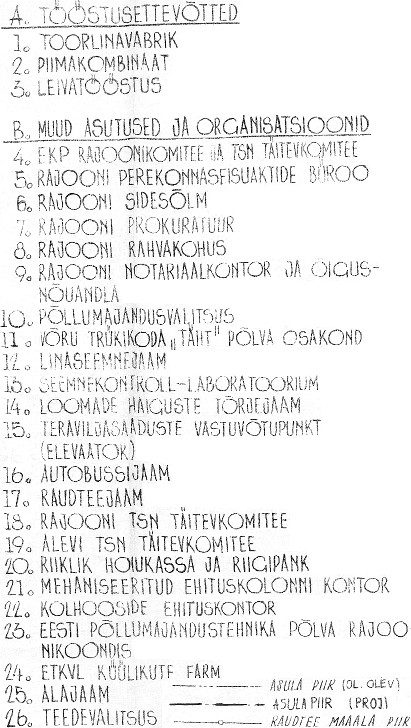 A. TÖÖSTUSETTEVÕTTED
1. TOORLINAVABRIK
2. PIIMAKOMBINAAT
3. LEIVATÖÖSTUS
B. MUUD ASUTUSED JA ORGANISATSIOONID
4. EKP RAJOONIKOMITEE JA TSN TÄITEVKOMITEE
5. RAJOONI PEREKONNASEISUAKTIDE BÜROO
6. RAJOONI SIDESÕLM
7. RAJOONI PROKURATUUR
8. RAJOONI RAHVAKOHUS
9. RAJOONI NOTARIAALKONTOR JA ÕIGUS-
NÕUANDLA
10. PÕLLUMAJANDUSVALITSUS
11. VÕRU TRÜKIKODA „TÄHT" PÕLVA OSAKOND
12. LINASEEMNEJAAM
13. SEEMNEKONTROLL-LABORATOORIUM
14. LOOMADE HAIGUSTE TÕRJEJAAM
15. TERAVILJASAADUSTE VASTUVÕTUPUNKT
(ELEVAATOR)
16. AUTOBUSSIJAAM
17. RAUDTEEJAAM
18. RAJOONI TSN TÄITEVKOMITEE
19. ALEVI TSN TÄITEVKOMITEE
20. RIIKLIK HOIUKASSA JA RIIGIPANK
21. MEHANISEERITUD EHITUSKOLONNI KONTOR
22. KOLHOOSIDE EHITUSKONTOR
23. EESTI PÕLLUMAJANDUSTEHNIKA PÕLVA RAJOO
NIKOONDIS
24. ETKVL KÜÜLIKUTE FARM
25. ALAJAAM
26. TEEDEVALITSUS
ASULA PIIR (OL. OLEV)
ASULA PIIR (PROJ)
RAUDTEE MAAALA PIIR